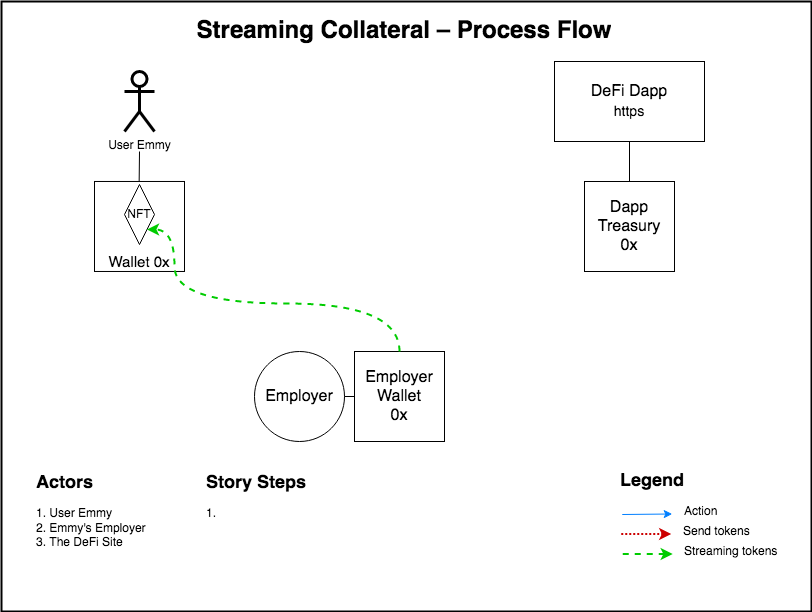 Streaming Collateral – Process Flow
User Emmy
NFT
Wallet 0x
DeFi Dapp
https
Dapp
Treasury
0x
Employer
Employer
Wallet
0x
Actors
1. User Emmy
2. Emmy's Employer
3. The DeFi Site
Story Steps
1.
Legend
Action
Send tokens
Streaming tokens